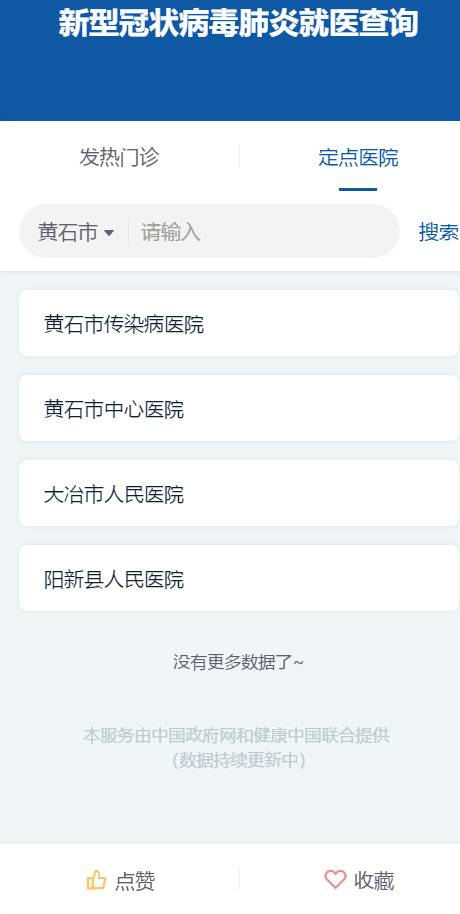 新型冠状病毒肺炎就医查询
发热门诊 定点医院
黄石市 请输入 搜索
黄石市传染病医院
黄石市中心医院
大冶市人民医院
阳新县人民医院
没有更多数据了~
本服务由中国政府网和健康中国联合提供
（数据持续更新中）
点赞 收藏